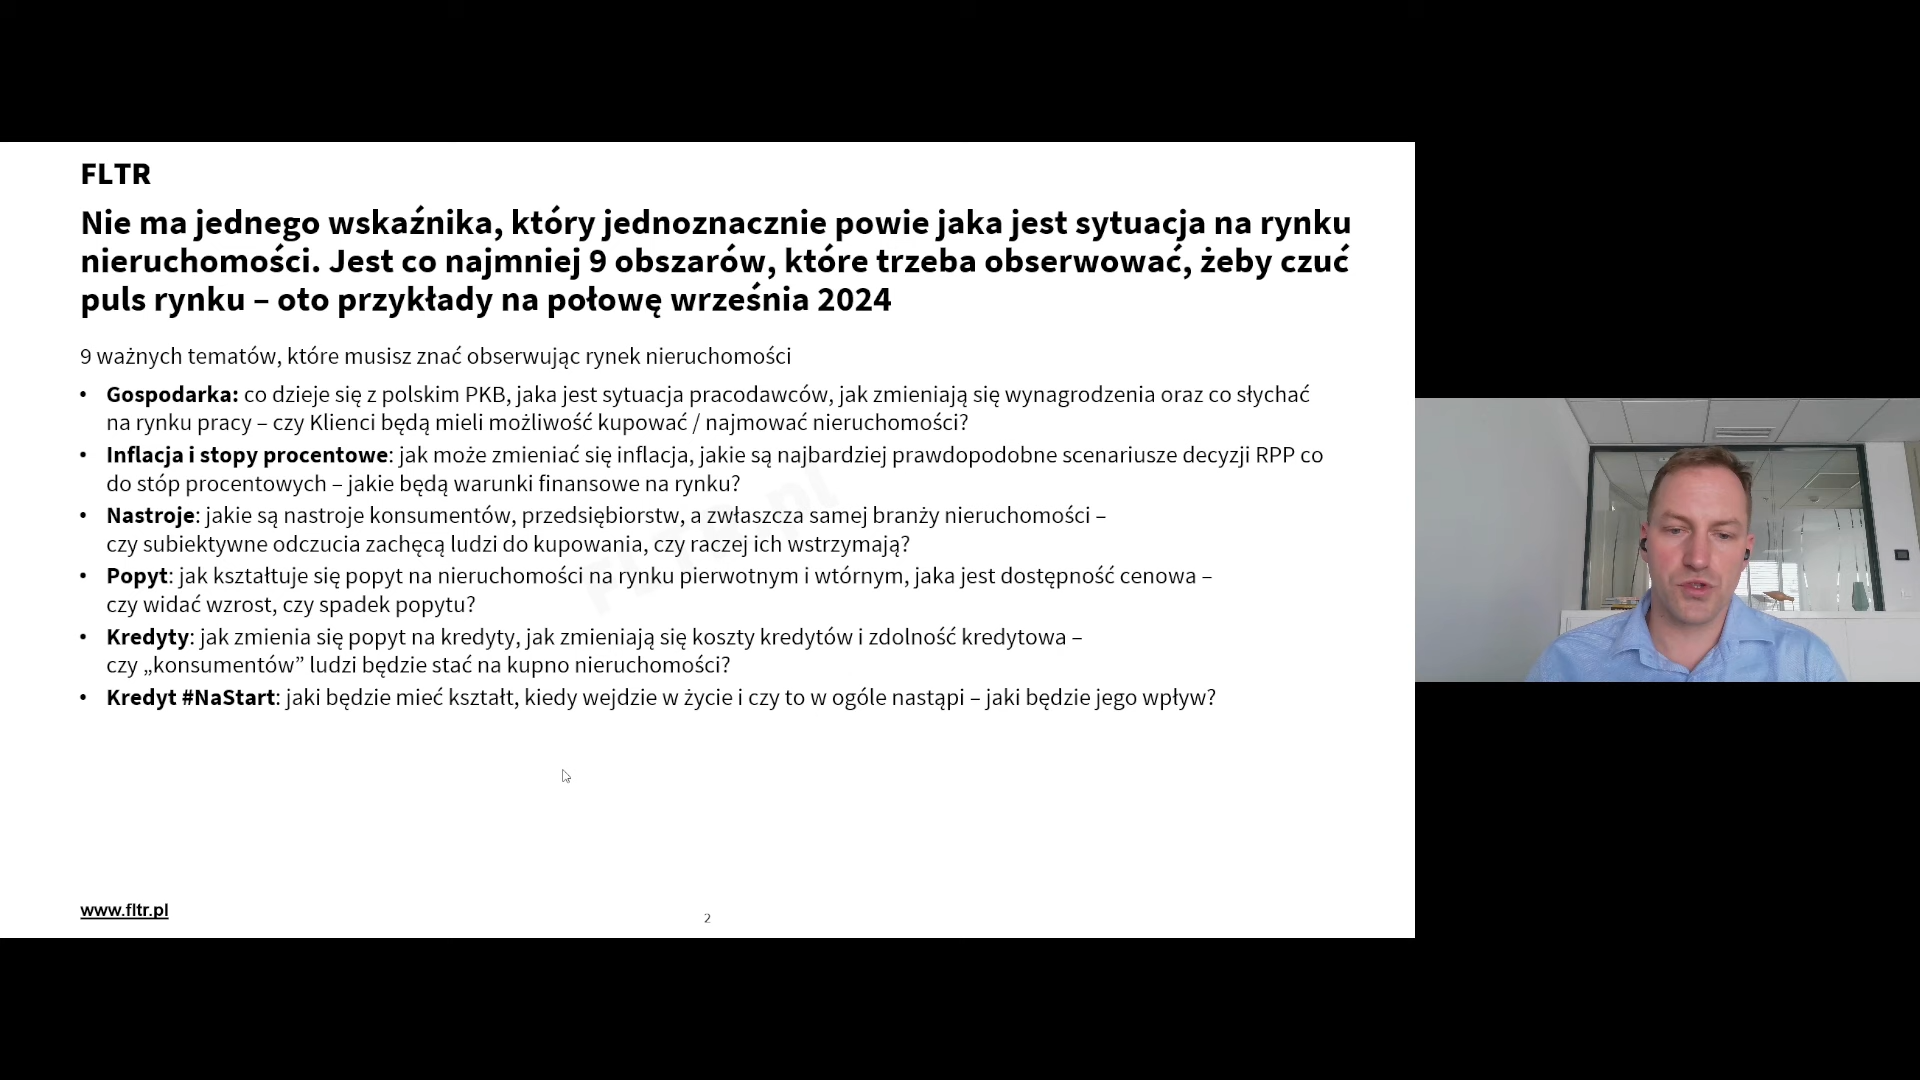 FLTR
Nie ma jednego wskaźnika, który jednoznacznie powie jaka jest sytuacja na rynku
nieruchomości. Jest co najmniej 9 obszarów, które trzeba obserwować, żeby czuć
puls rynku – oto przykłady na połowę września 2024
9 ważnych tematów, które musisz znać obserwując rynek nieruchomości
• Gospodarka: co dzieje się z polskim PKB, jaka jest sytuacja pracodawców, jak zmieniają się wynagrodzenia oraz co słychać
na rynku pracy – czy Klienci będą mieli możliwość kupować / najmować nieruchomości?
• Inflacja i stopy procentowe: jak może zmieniać się inflacja, jakie są najbardziej prawdopodobne scenariusze decyzji RPP co
do stóp procentowych – jakie będą warunki finansowe na rynku?
• Nastroje: jakie są nastroje konsumentów, przedsiębiorstw, a zwłaszcza samej branży nieruchomości –
czy subiektywne odczucia zachęcą ludzi do kupowania, czy raczej ich wstrzymają?
• Popyt: jak kształtuje się popyt na nieruchomości na rynku pierwotnym i wtórnym, jaka jest dostępność cenowa –
czy widać wzrost, czy spadek popytu?
• Kredyty: jak zmienia się popyt na kredyty, jak zmieniają się koszty kredytów i zdolność kredytowa –
czy „konsumentów” ludzi będzie stać na kupno nieruchomości?
• Kredyt #NaStart: jaki będzie mieć kształt, kiedy wejdzie w życie i czy to w ogóle nastąpi – jaki będzie jego wpływ?
www.fltr.pl
2